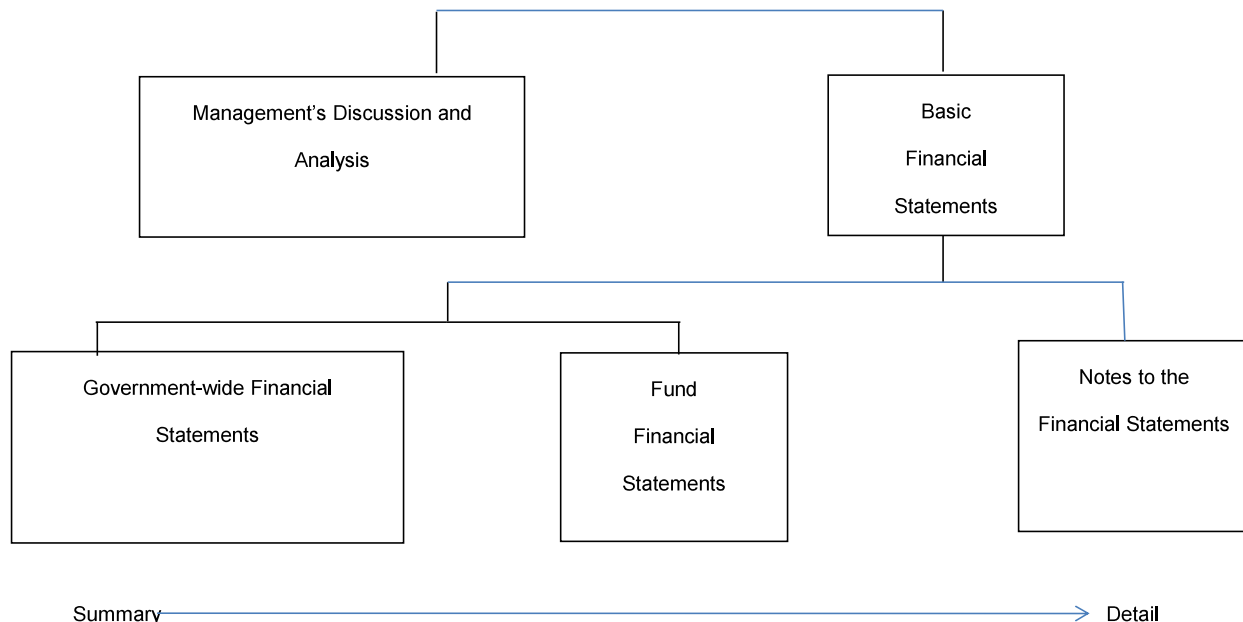 Management’s Discussion and
Analysis
Basic
Financial
Statements
Government-wide Financial
Statements
Fund
Financial
Statements
Notes to the
Financial Statements
Summary
Detail